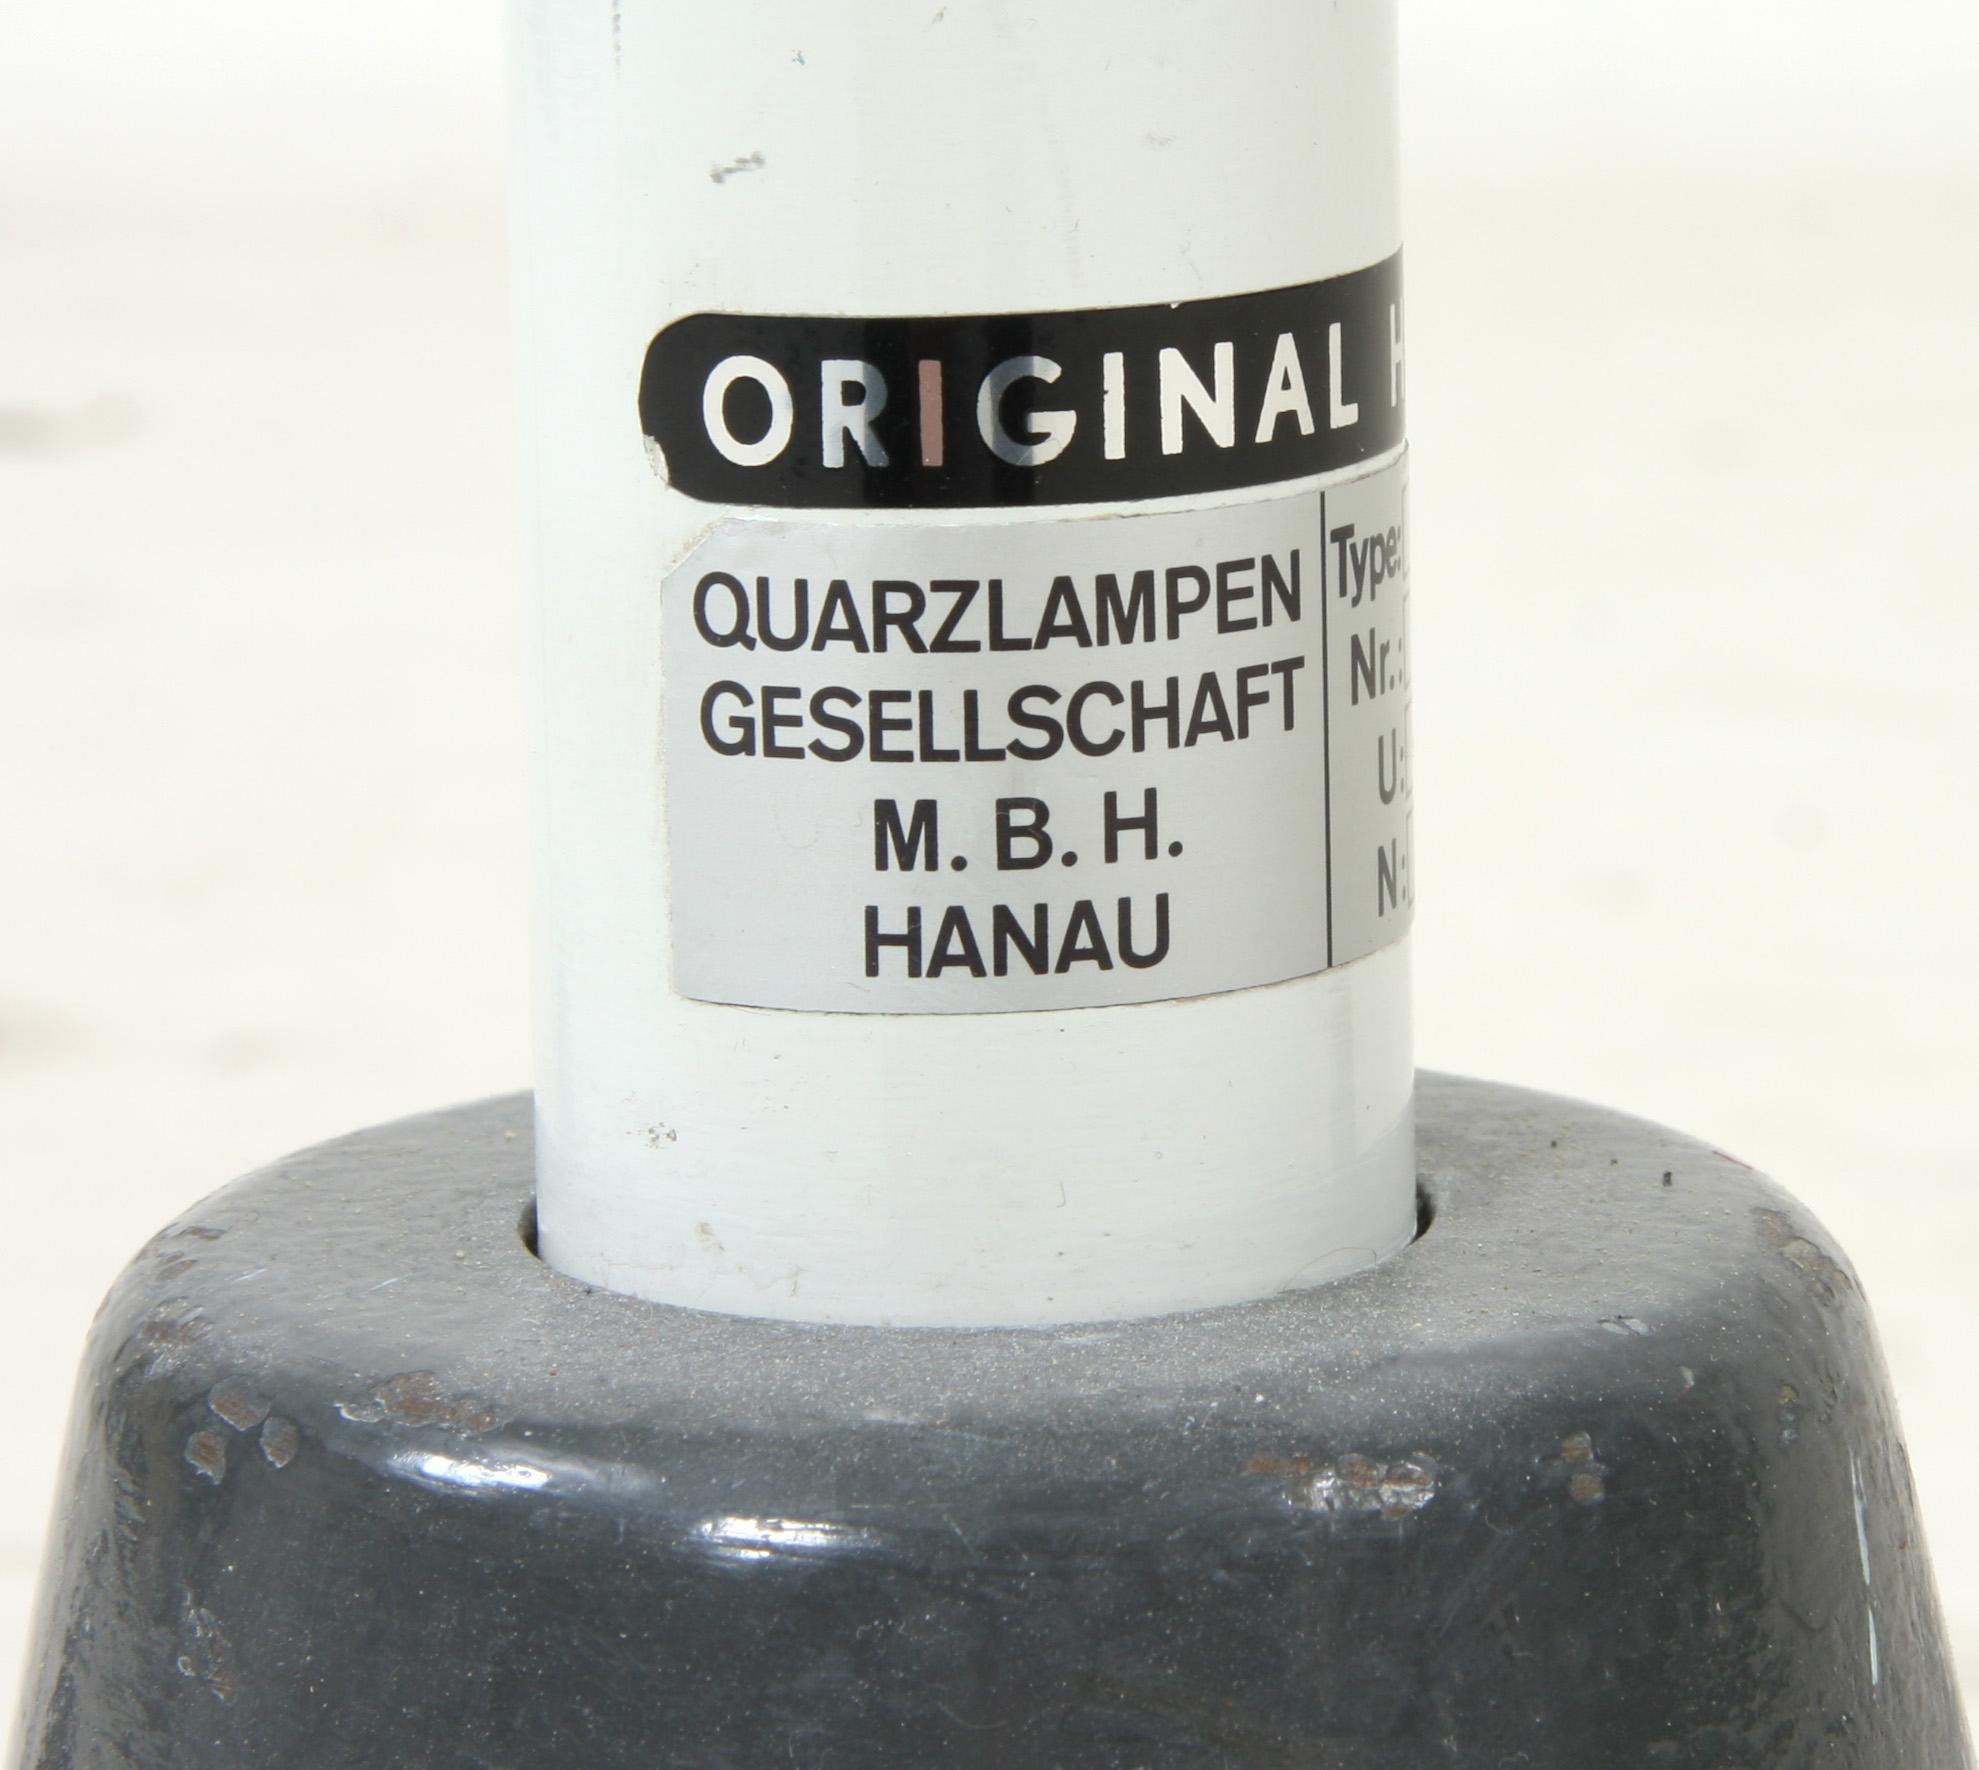 ORIGINAL
QUARZLAMPEN
GESELLSCHAFT
M. B. H.
HANAU
Type:
Nr.:
U:
N: